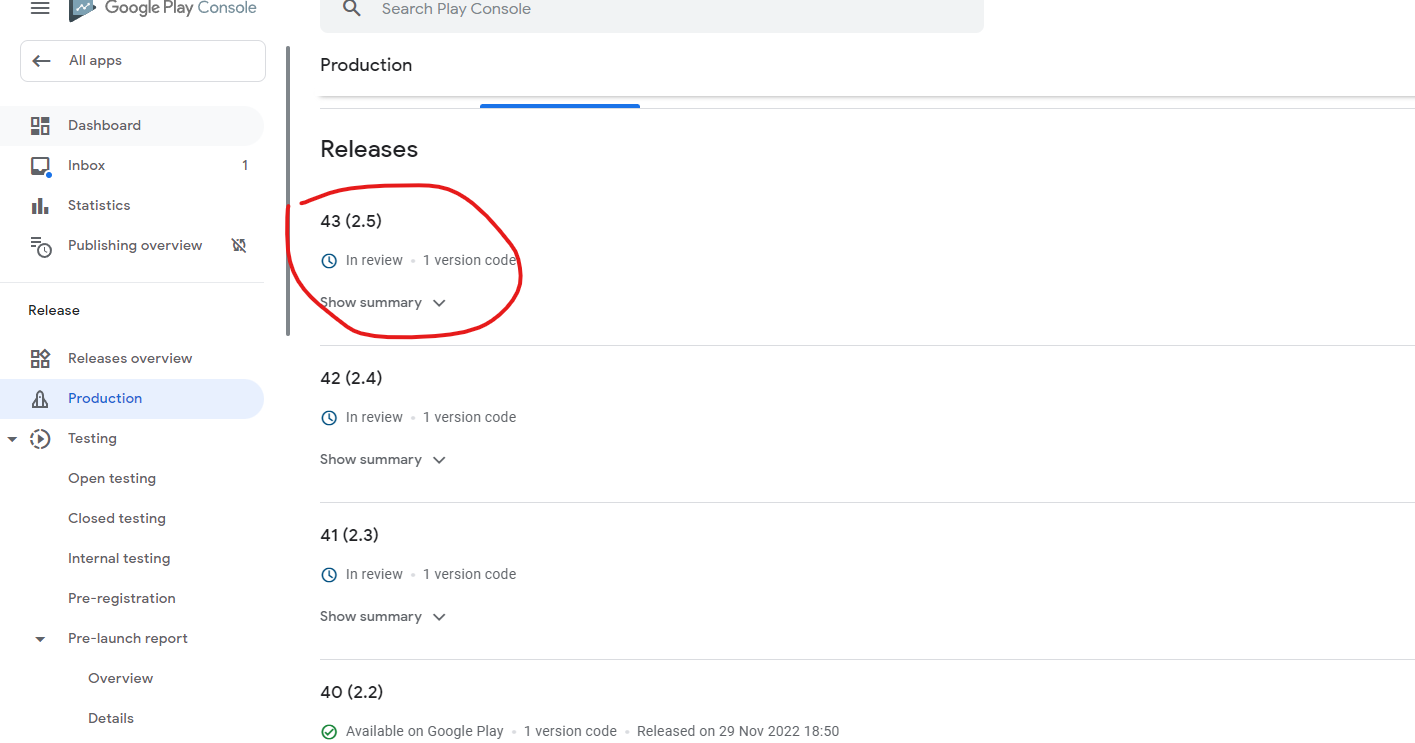 Google Play Console
Search Play Console
All apps
Production
Dashboard
Inbox 1
Statistics
Publishing overview
Release
Releases overview
Production
Testing
Open testing
Closed testing
Internal testing
Pre-registration
Pre-launch report
Overview
Details
Releases
43 (2.5)
In review • 1 version code
Show summary
42 (2.4)
In review • 1 version code
Show summary
41 (2.3)
In review • 1 version code
Show summary
40 (2.2)
Available on Google Play • 1 version code • Released on 29 Nov 2022 18:50